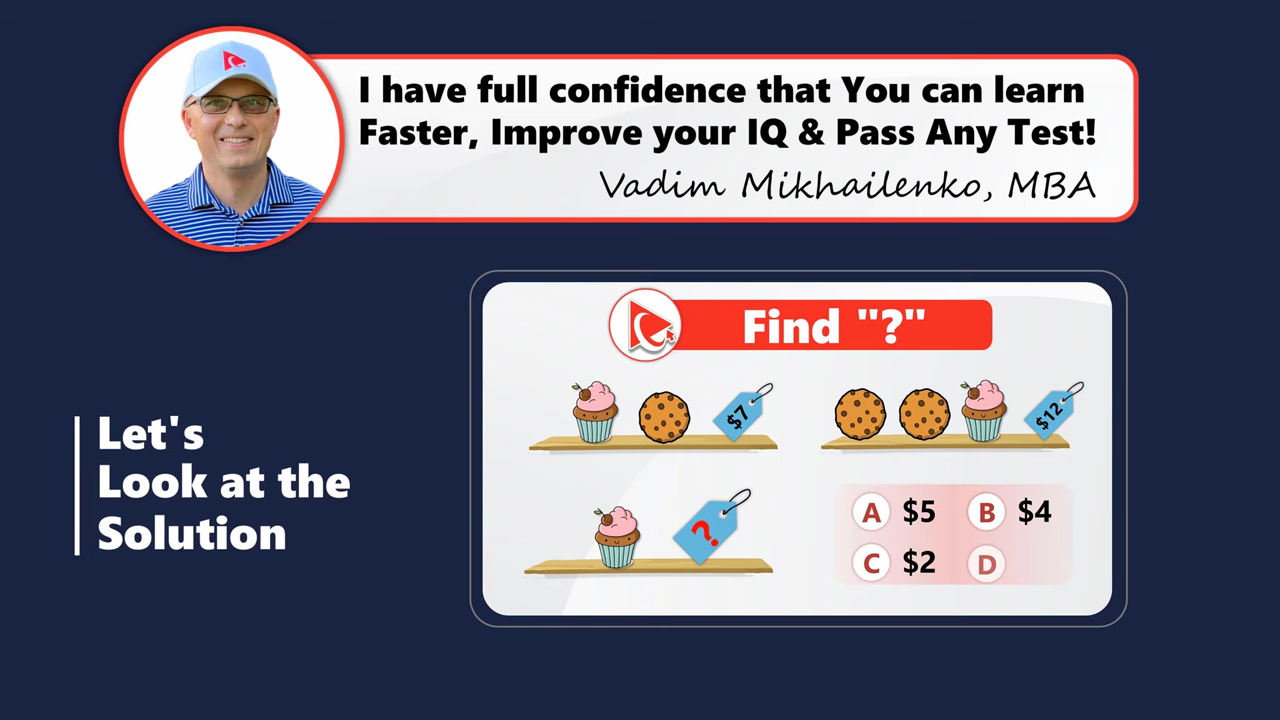 I have full confidence that You can learn
Faster, Improve your IQ & Pass Any Test!
Vadim Mikhailenko, MBA
Let's
Look at the
Solution
Find "?"
$7
$12
?
A $5 B $4
C $2 D